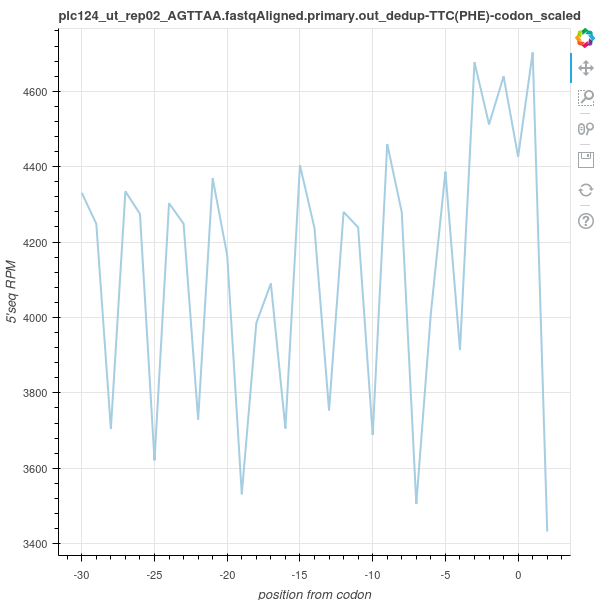 plc124_ut_rep02_AGTTAA.fastqAligned.primary.out_dedup-TTC(PHE)-codon_scaled
5'seq RPM
4600
4400
4200
4000
3800
3600
3400
-30 -25 -20 -15 -10 -5 0
position from codon